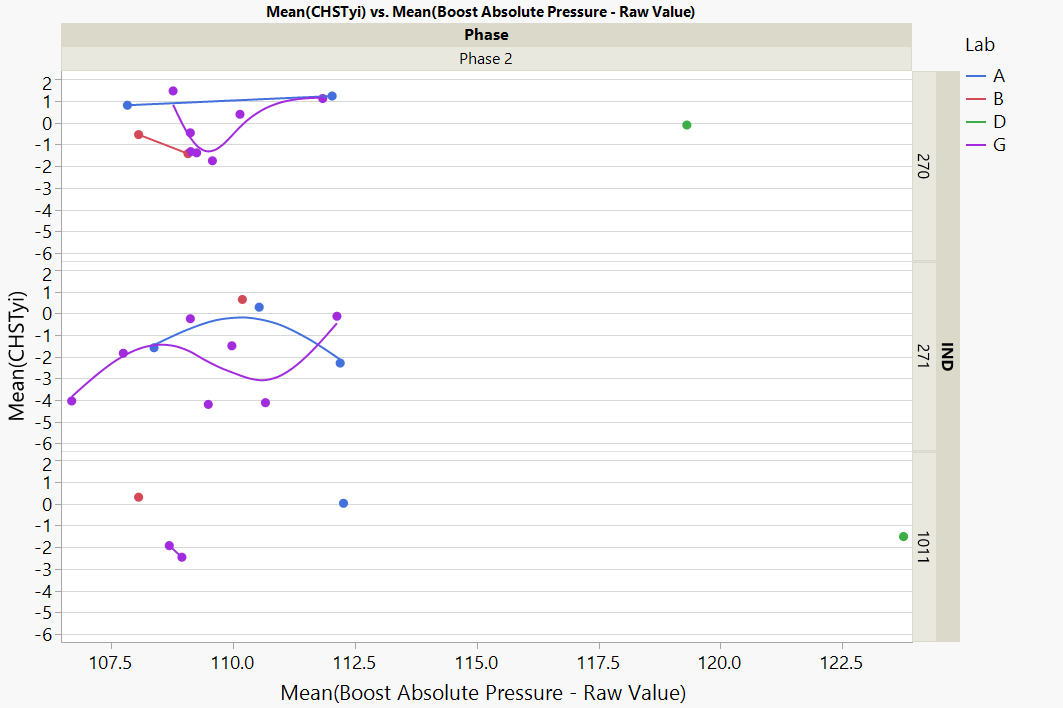 Mean(CHSTyi) vs. Mean(Boost Absolute Pressure - Raw Value)
Phase
Phase 2
Lab
A
B
D
G
Mean(CHSTyi)
2
1
0
-1
-2
-3
-4
-5
-6
270
2
1
0
-1
-2
-3
-4
-5
-6
271
IND
2
1
0
-1
-2
-3
-4
-5
-6
1011
107.5 110.0 112.5 115.0 117.5 120.0 122.5
Mean(Boost Absolute Pressure - Raw Value)